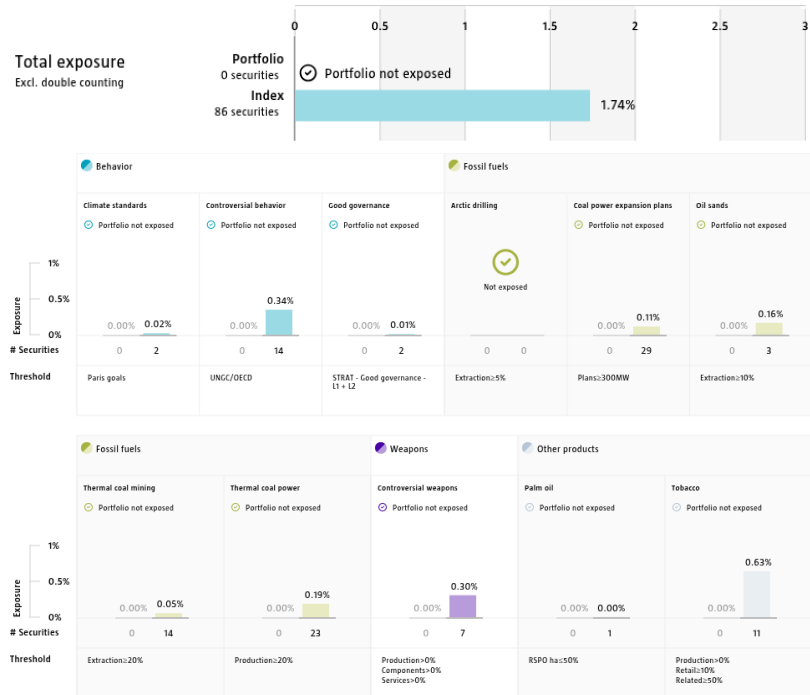 0 0.5 1 1.5 2 2.5 3
Total exposure
Excl. double counting
Portfolio
0 securities
Portfolio not exposed
Index
86 securities
1.74%
Behavior
Fossil fuels
Climate standards
Controversial behavior
Good governance
Arctic drilling
Coal power expansion plans
Oil sands
Portfolio not exposed
Portfolio not exposed
Portfolio not exposed
Portfolio not exposed
Portfolio not exposed
Not exposed
Exposure
1%
0.5%
0%
0.00% 0.02%
0.00% 0.34%
0.00% 0.01%
0.00% 0.11%
0.00% 0.16%
# Securities
0 2
0 14
0 2
0 0
0 29
0 3
Threshold
Paris goals
UNGC/OECD
STRAT - Good governance -
L1 + L2
Extraction≥5%
Plans≥300MW
Extraction≥10%
Fossil fuels
Weapons
Other products
Thermal coal mining
Thermal coal power
Controversial weapons
Palm oil
Tobacco
Portfolio not exposed
Portfolio not exposed
Portfolio not exposed
Portfolio not exposed
Portfolio not exposed
Exposure
1%
0.5%
0%
0.00% 0.05%
0.00% 0.19%
0.00% 0.30%
0.00% 0.00%
0.00% 0.63%
# Securities
0 14
0 23
0 7
0 1
0 11
Threshold
Extraction≥20%
Production≥20%
Production>0%
Components>0%
Services>0%
RSPO ha≤50%
Production>0%
Retail≥10%
Related≥50%